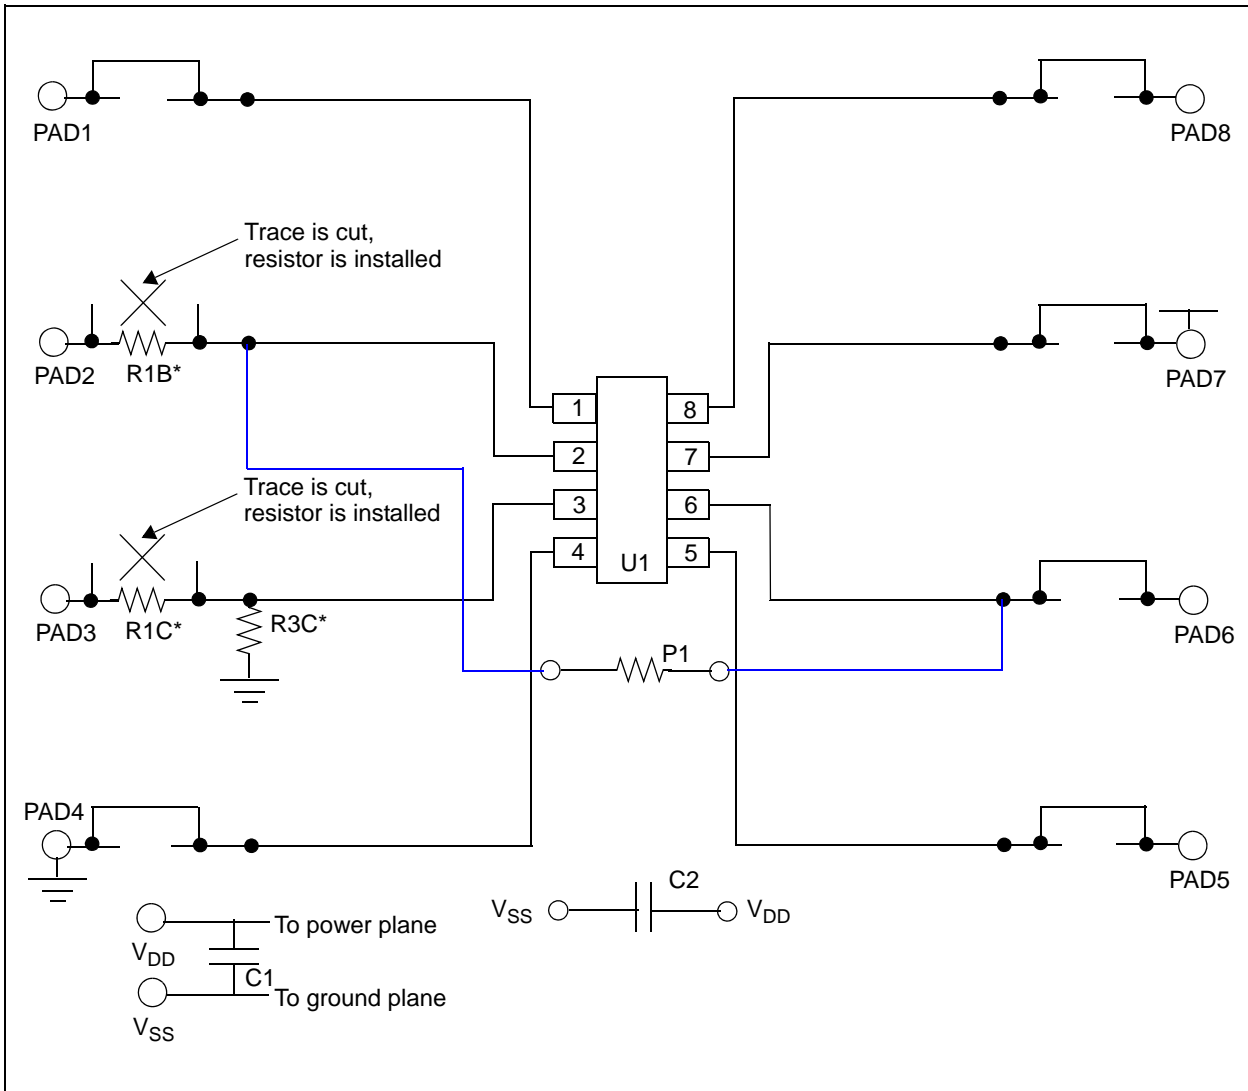 PAD1
PAD8
Trace is cut,
resistor is installed
PAD2
R1B*
PAD7
1
8
2
7
3
6
4
5
U1
Trace is cut,
resistor is installed
PAD3
R1C*
R3C*
P1
PAD6
PAD4
PAD5
C2
VSS
VDD
To power plane
VDD
C1
To ground plane
VSS